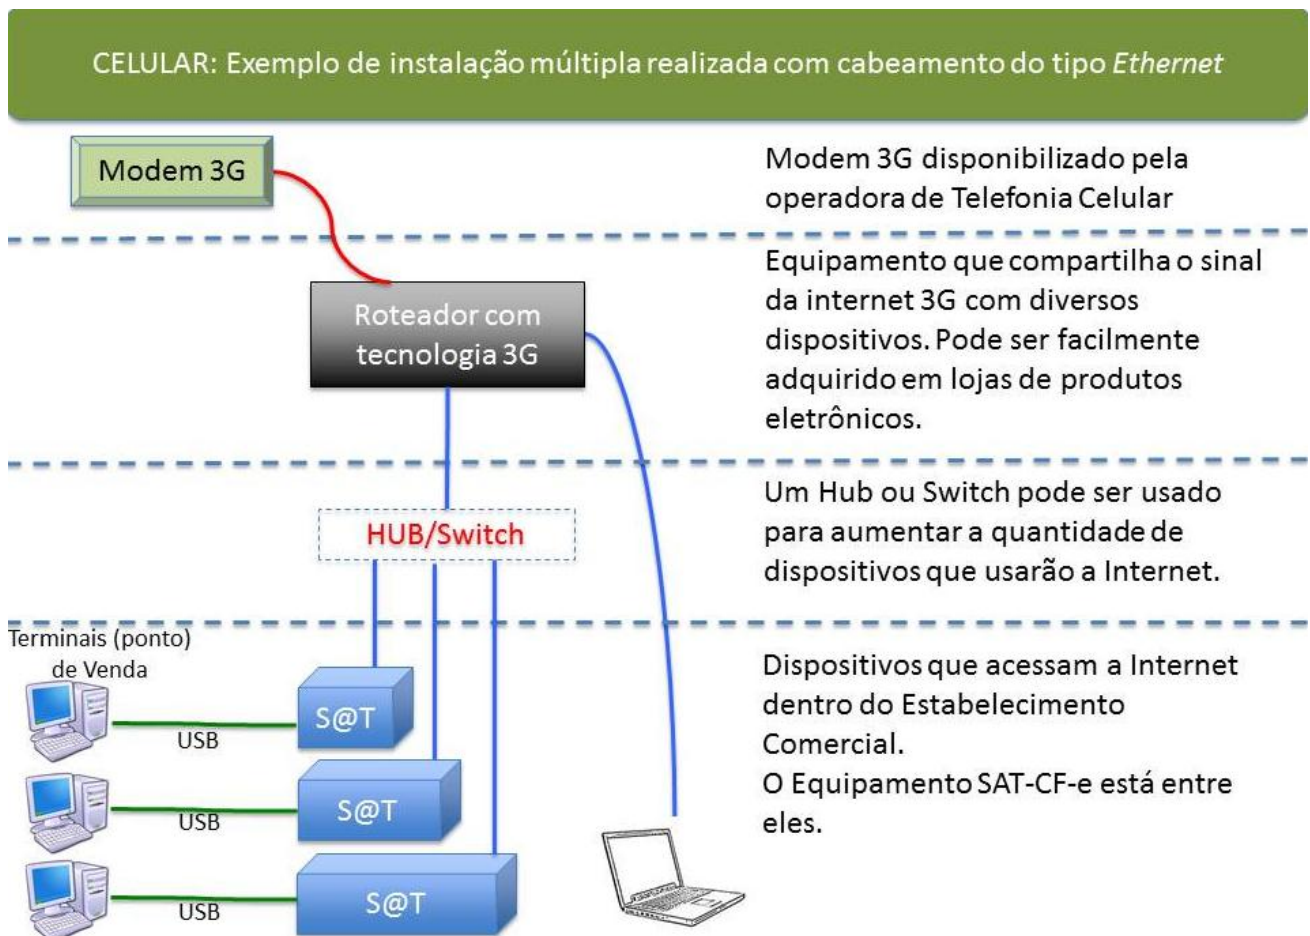 CELULAR: Exemplo de instalação múltipla realizada com cabeamento do tipo Ethernet
Modem 3G
Modem 3G disponibilizado pela
operadora de Telefonia Celular
Roteador com
tecnologia 3G
Equipamento que compartilha o sinal
da internet 3G com diversos
dispositivos. Pode ser facilmente
adquirido em lojas de produtos
eletrônicos.
HUB/Switch
Um Hub ou Switch pode ser usado
para aumentar a quantidade de
dispositivos que usarão a Internet.
Terminais (ponto)
de Venda
USB
S@T
USB
S@T
USB
S@T
Dispositivos que acessam a Internet
dentro do Estabelecimento
Comercial.
O Equipamento SAT-CF-e está entre
eles.